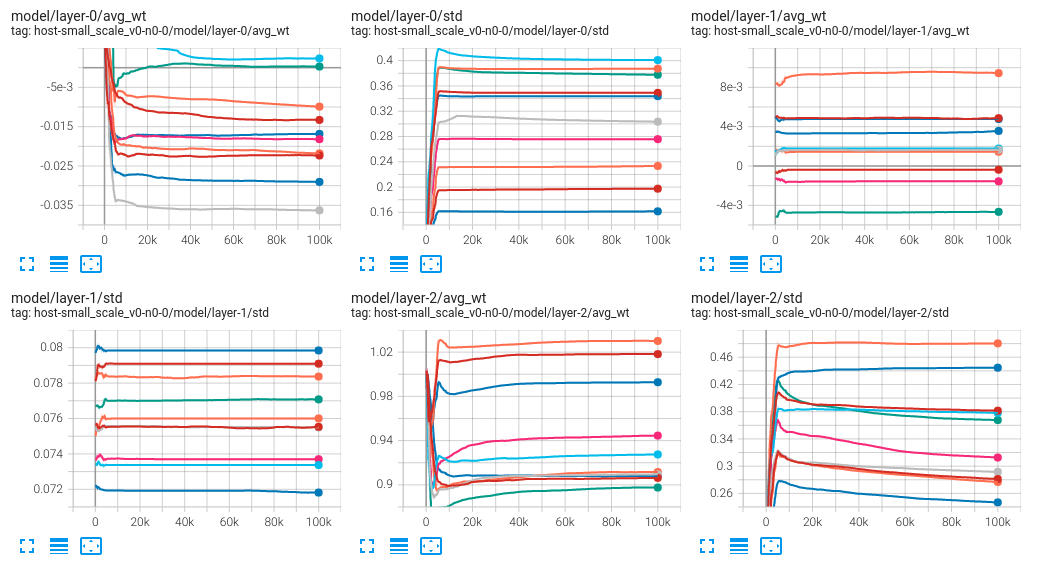 model/layer-0/avg_wt
tag: host-small_scale_v0-n0-0/model/layer-0/avg_wt
-5e-3
-0.015
-0.025
-0.035
0 20k 40k 60k 80k 100k
model/layer-0/std
tag: host-small_scale_v0-n0-0/model/layer-0/std
0.4
0.36
0.32
0.28
0.24
0.2
0.16
0 20k 40k 60k 80k 100k
model/layer-1/avg_wt
tag: host-small_scale_v0-n0-0/model/layer-1/avg_wt
8e-3
4e-3
0
-4e-3
0 20k 40k 60k 80k 100k
model/layer-1/std
tag: host-small_scale_v0-n0-0/model/layer-1/std
0.08
0.078
0.076
0.074
0.072
0 20k 40k 60k 80k 100k
model/layer-2/avg_wt
tag: host-small_scale_v0-n0-0/model/layer-2/avg_wt
1.02
0.98
0.94
0.9
0 20k 40k 60k 80k 100k
model/layer-2/std
tag: host-small_scale_v0-n0-0/model/layer-2/std
0.46
0.42
0.38
0.34
0.3
0.26
0 20k 40k 60k 80k 100k